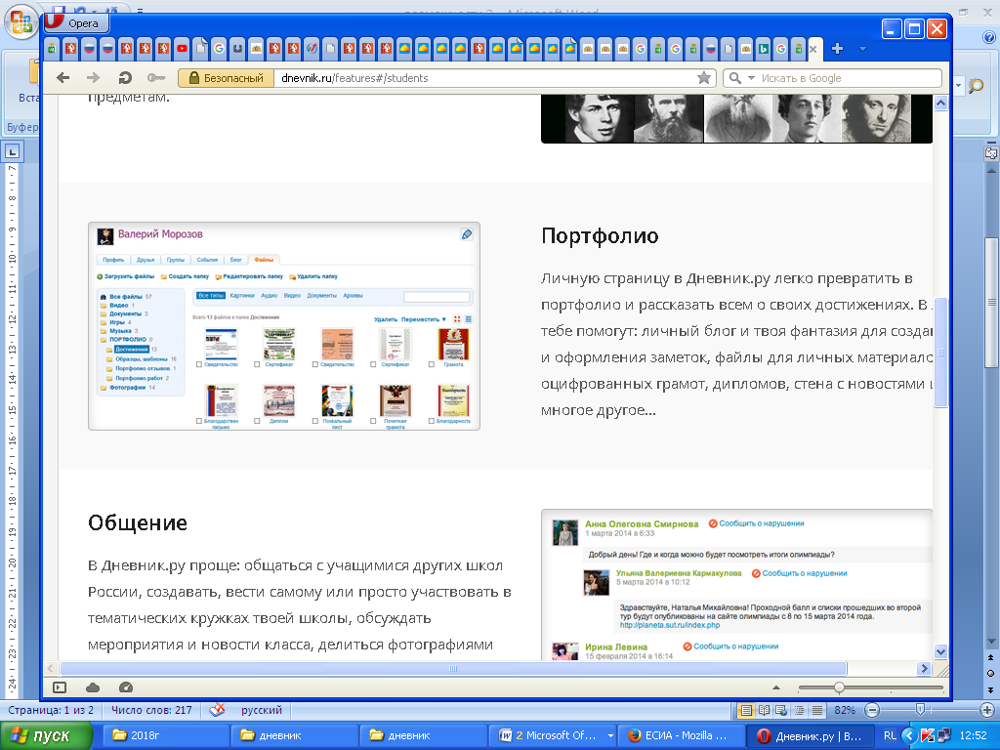 Opera
Безопасный
dnevnik.ru/features#/students
Искать в Google
Вста
Буфер
предметам.
Валерий Морозов
Профиль Друзья Группы События Блог Файлы
Загрузить файлы Создать папку Редактировать папку Удалить папку
Все файлы 57
Видео 1
Документы 3
Игры 4
Музыка 3
ПОРТФОЛИО 0
Достижения 13
Образцы, шаблоны 16
Портфолио отзывов 1
Портфолио работ 2
Фотографии 14
Все типы Картинки Аудио Видео Документы Архивы
Всего 13 файлов в папке Достижения
Удалить Переместить
Свидетельство Сертификат Свидетельство Сертификат Грамота
Благодарственное письмо Диплом Похвальный лист Почетная грамота Благодарность
Портфолио
Личную страницу в Дневник.ру легко превратить в
портфолио и рассказать всем о своих достижениях. В
тебе помогут: личный блог и твоя фантазия для созда
и оформления заметок, файлы для личных материало
оцифрованных грамот, дипломов, стена с новостями
многое другое...
Общение
В Дневник.ру проще: общаться с учащимися других школ
России, создавать, вести самому или просто участвовать в
тематических кружках твоей школы, обсуждать
мероприятия и новости класса, делиться фотографиями
Анна Олеговна Смирнова Сообщить о нарушении
1 марта 2014 в 6:33
Добрый день! Где и когда можно будет посмотреть итоги олимпиады?
Ульяна Валериевна Кармакулова Сообщить о нарушении
5 марта 2014 в 10:12
Здравствуйте, Наталья Михайловна! Проходной балл и списки прошедших во второй
тур будут опубликованы на сайте олимпиады с 8 по 15 марта 2014 года.
http://planeta.sut.ru/index.php
Ирина Левина Сообщить о нарушении
15 февраля 2014 в 16:14
Страница: 1 из 2 Число слов: 217 русский 82%
пуск 2018г дневник дневник 2 Microsoft Of... ЕСИА - Mozilla ... Дневник.ру | В... RL 12:52